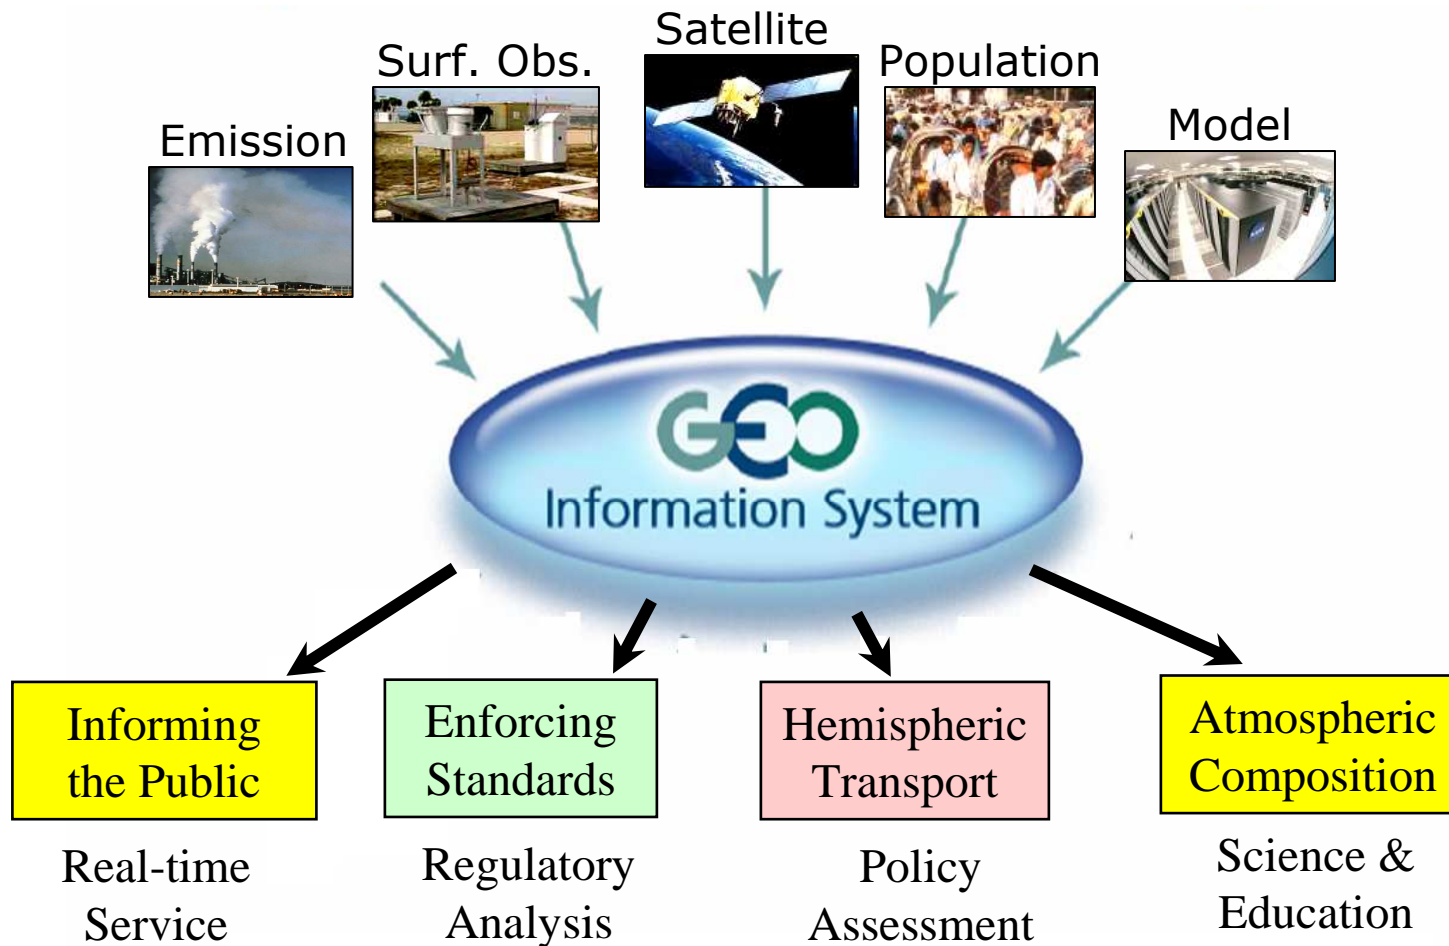 Satellite
Surf. Obs.
Population
Emission
Model
GEO
Information System
Informing
the Public
Enforcing
Standards
Hemispheric
Transport
Atmospheric
Composition
Real-time
Service
Regulatory
Analysis
Policy
Assessment
Science &
Education